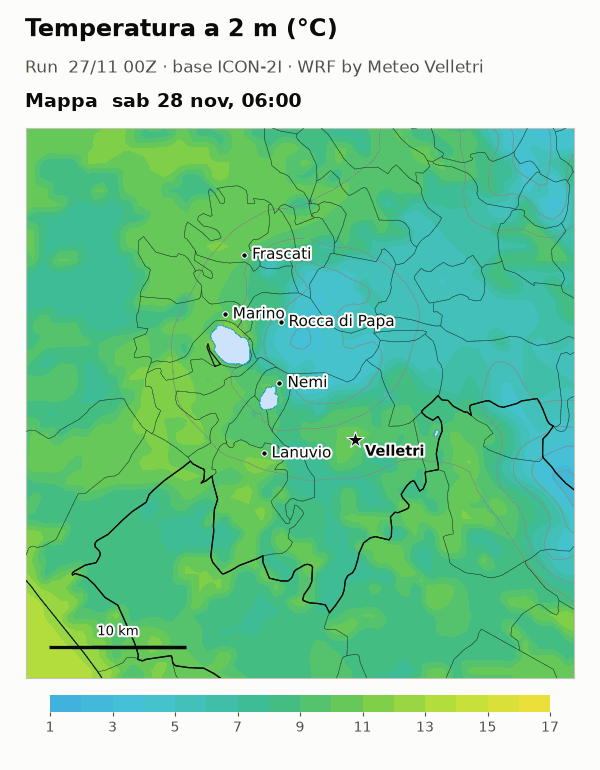 Temperatura a 2 m (°C)
Run  27/11 00Z · base ICON-2I · WRF by Meteo Velletri
Mappa  sab 28 nov, 06:00
Frascati
Marino
Rocca di Papa
Nemi
Velletri
Lanuvio
10 km
1 3 5 7 9 11 13 15 17